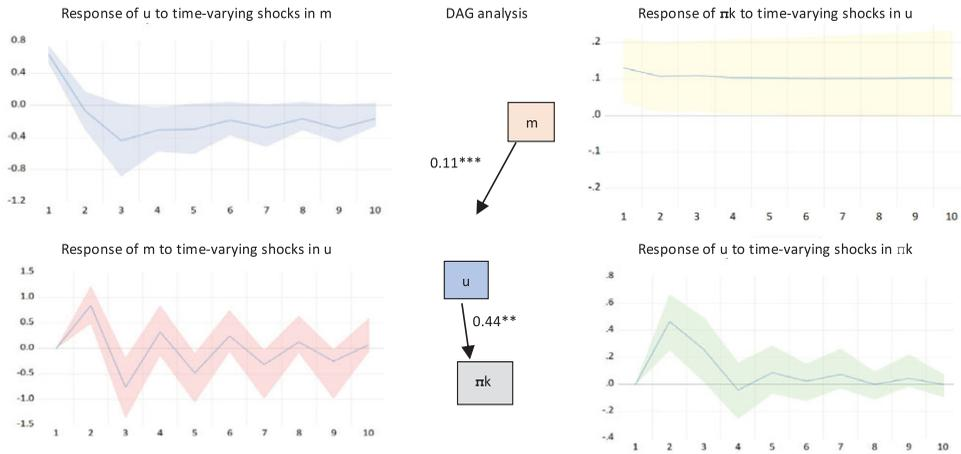 Response of u to time-varying shocks in m
0.8
0.4
0.0
-0.4
-0.8
-1.2
1 2 3 4 5 6 7 8 9 10
DAG analysis
m
0.11***
u
0.44**
πk
Response of πk to time-varying shocks in u
.2
.1
.0
-.1
-.2
1 2 3 4 5 6 7 8 9 10
Response of m to time-varying shocks in u
1.5
1.0
0.5
0.0
-0.5
-1.0
-1.5
1 2 3 4 5 6 7 8 9 10
Response of u to time-varying shocks in πk
.8
.6
.4
.2
.0
-.2
-.4
1 2 3 4 5 6 7 8 9 10